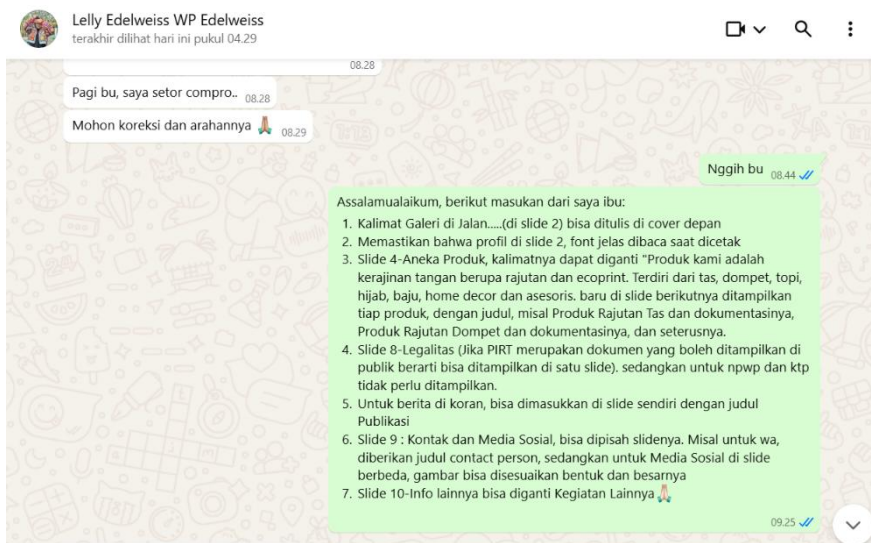 Lelly Edelweiss WP Edelweiss
terakhir dilihat hari ini pukul 04.29
08.28
Pagi bu, saya setor compro.. 08.28
Mohon koreksi dan arahannya 🙏🏼 08.29
Nggih bu 08.44
Assalamualaikum, berikut masukan dari saya ibu:
1. Kalimat Galeri di Jalan.....(di slide 2) bisa ditulis di cover depan
2. Memastikan bahwa profil di slide 2, font jelas dibaca saat dicetak
3. Slide 4-Aneka Produk, kalimatnya dapat diganti "Produk kami adalah
kerajinan tangan berupa rajutan dan ecoprint. Terdiri dari tas, dompet, topi,
hijab, baju, home decor dan asesoris. baru di slide berikutnya ditampilkan
tiap produk, dengan judul, misal Produk Rajutan Tas dan dokumentasinya,
Produk Rajutan Dompet dan dokumentasinya, dan seterusnya.
4. Slide 8-Legalitas (Jika PIRT merupakan dokumen yang boleh ditampilkan di
publik berarti bisa ditampilkan di satu slide). sedangkan untuk npwp dan ktp
tidak perlu ditampilkan.
5. Untuk berita di koran, bisa dimasukkan di slide sendiri dengan judul
Publikasi
6. Slide 9 : Kontak dan Media Sosial, bisa dipisah slidenya. Misal untuk wa,
diberikan judul contact person, sedangkan untuk Media Sosial di slide
berbeda, gambar bisa disesuaikan bentuk dan besarnya
7. Slide 10-Info lainnya bisa diganti Kegiatan Lainnya 🙏🏼
09.25